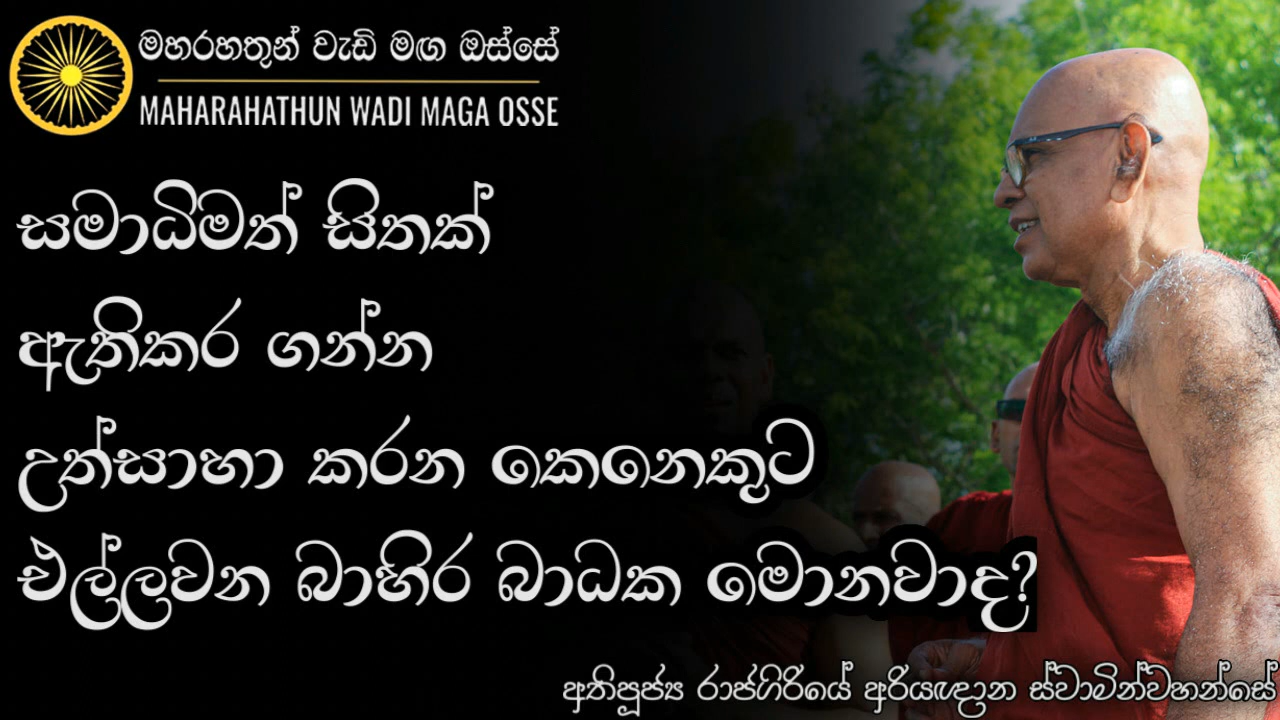 මහරහතුන් වැඩි මඟ ඔස්සේ
MAHARAHATHUN WADI MAGA OSSE
සමාධිමත් සිතක්
ඇතිකර ගන්න
උත්සාහා කරන කෙනෙකුට
එල්ලවන බාහිර බාධක මොනවාද?
අතිපූජ්‍ය රාජගිරියේ අරියඥාන ස්වාමින්වහන්සේ